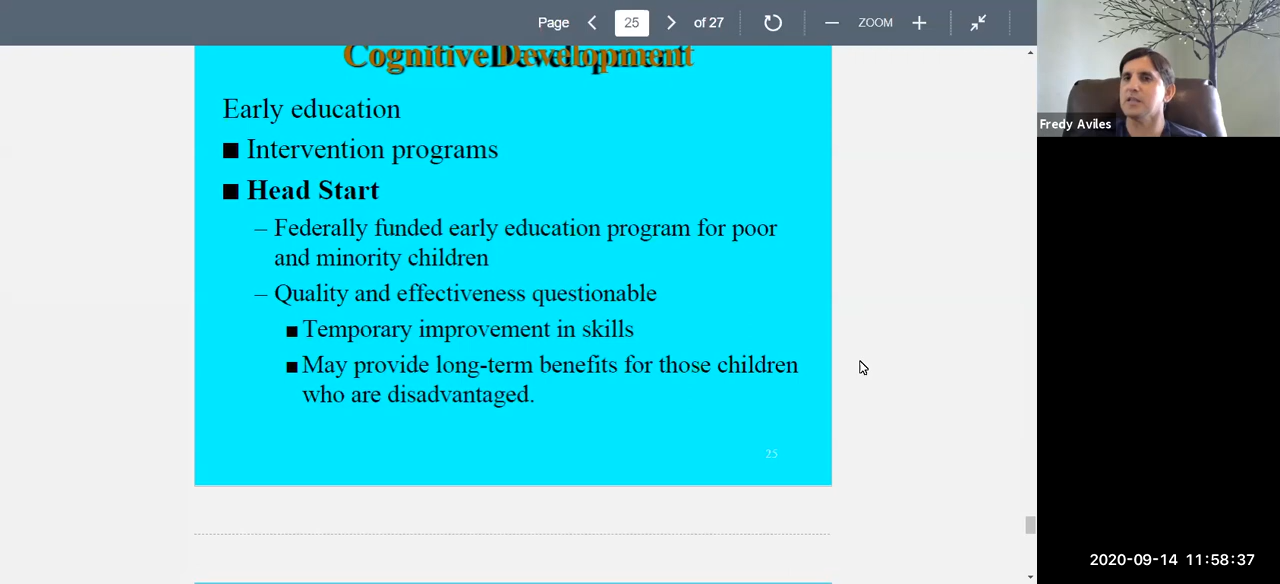 Page 25 of 27 ZOOM
Cognitive Development
Early education
■ Intervention programs
■ Head Start
– Federally funded early education program for poor
and minority children
– Quality and effectiveness questionable
■ Temporary improvement in skills
■ May provide long-term benefits for those children
who are disadvantaged.
25
Fredy Aviles
2020-09-14 11:58:37